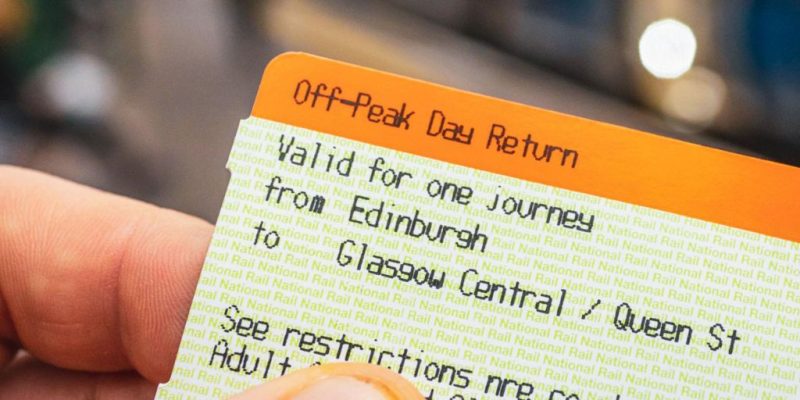 Off-Peak Day Return
Valid for one journey
from Edinburgh
to Glasgow Central / Queen St
See restrictions nre
Adult